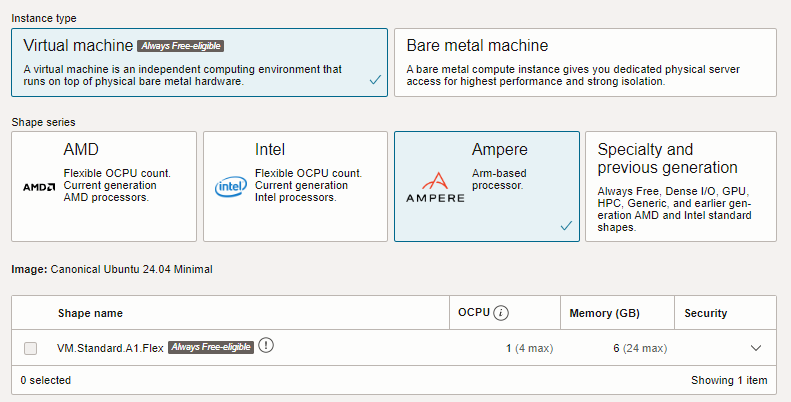 Instance type
Virtual machine Always Free-eligible
A virtual machine is an independent computing environment that
runs on top of physical bare metal hardware.
Bare metal machine
A bare metal compute instance gives you dedicated physical server
access for highest performance and strong isolation.
Shape series
AMD
AMD
Flexible OCPU count.
Current generation
AMD processors.
Intel
intel
Flexible OCPU count.
Current generation
Intel processors.
Ampere
AMPERE
Arm-based
processor.
Specialty and
previous generation
Always Free, Dense I/O, GPU,
HPC, Generic, and earlier gen-
eration AMD and Intel standard
shapes.
Image: Canonical Ubuntu 24.04 Minimal
Shape name OCPU i Memory (GB) Security
VM.Standard.A1.Flex Always Free-eligible ! 1 (4 max) 6 (24 max)
0 selected Showing 1 item